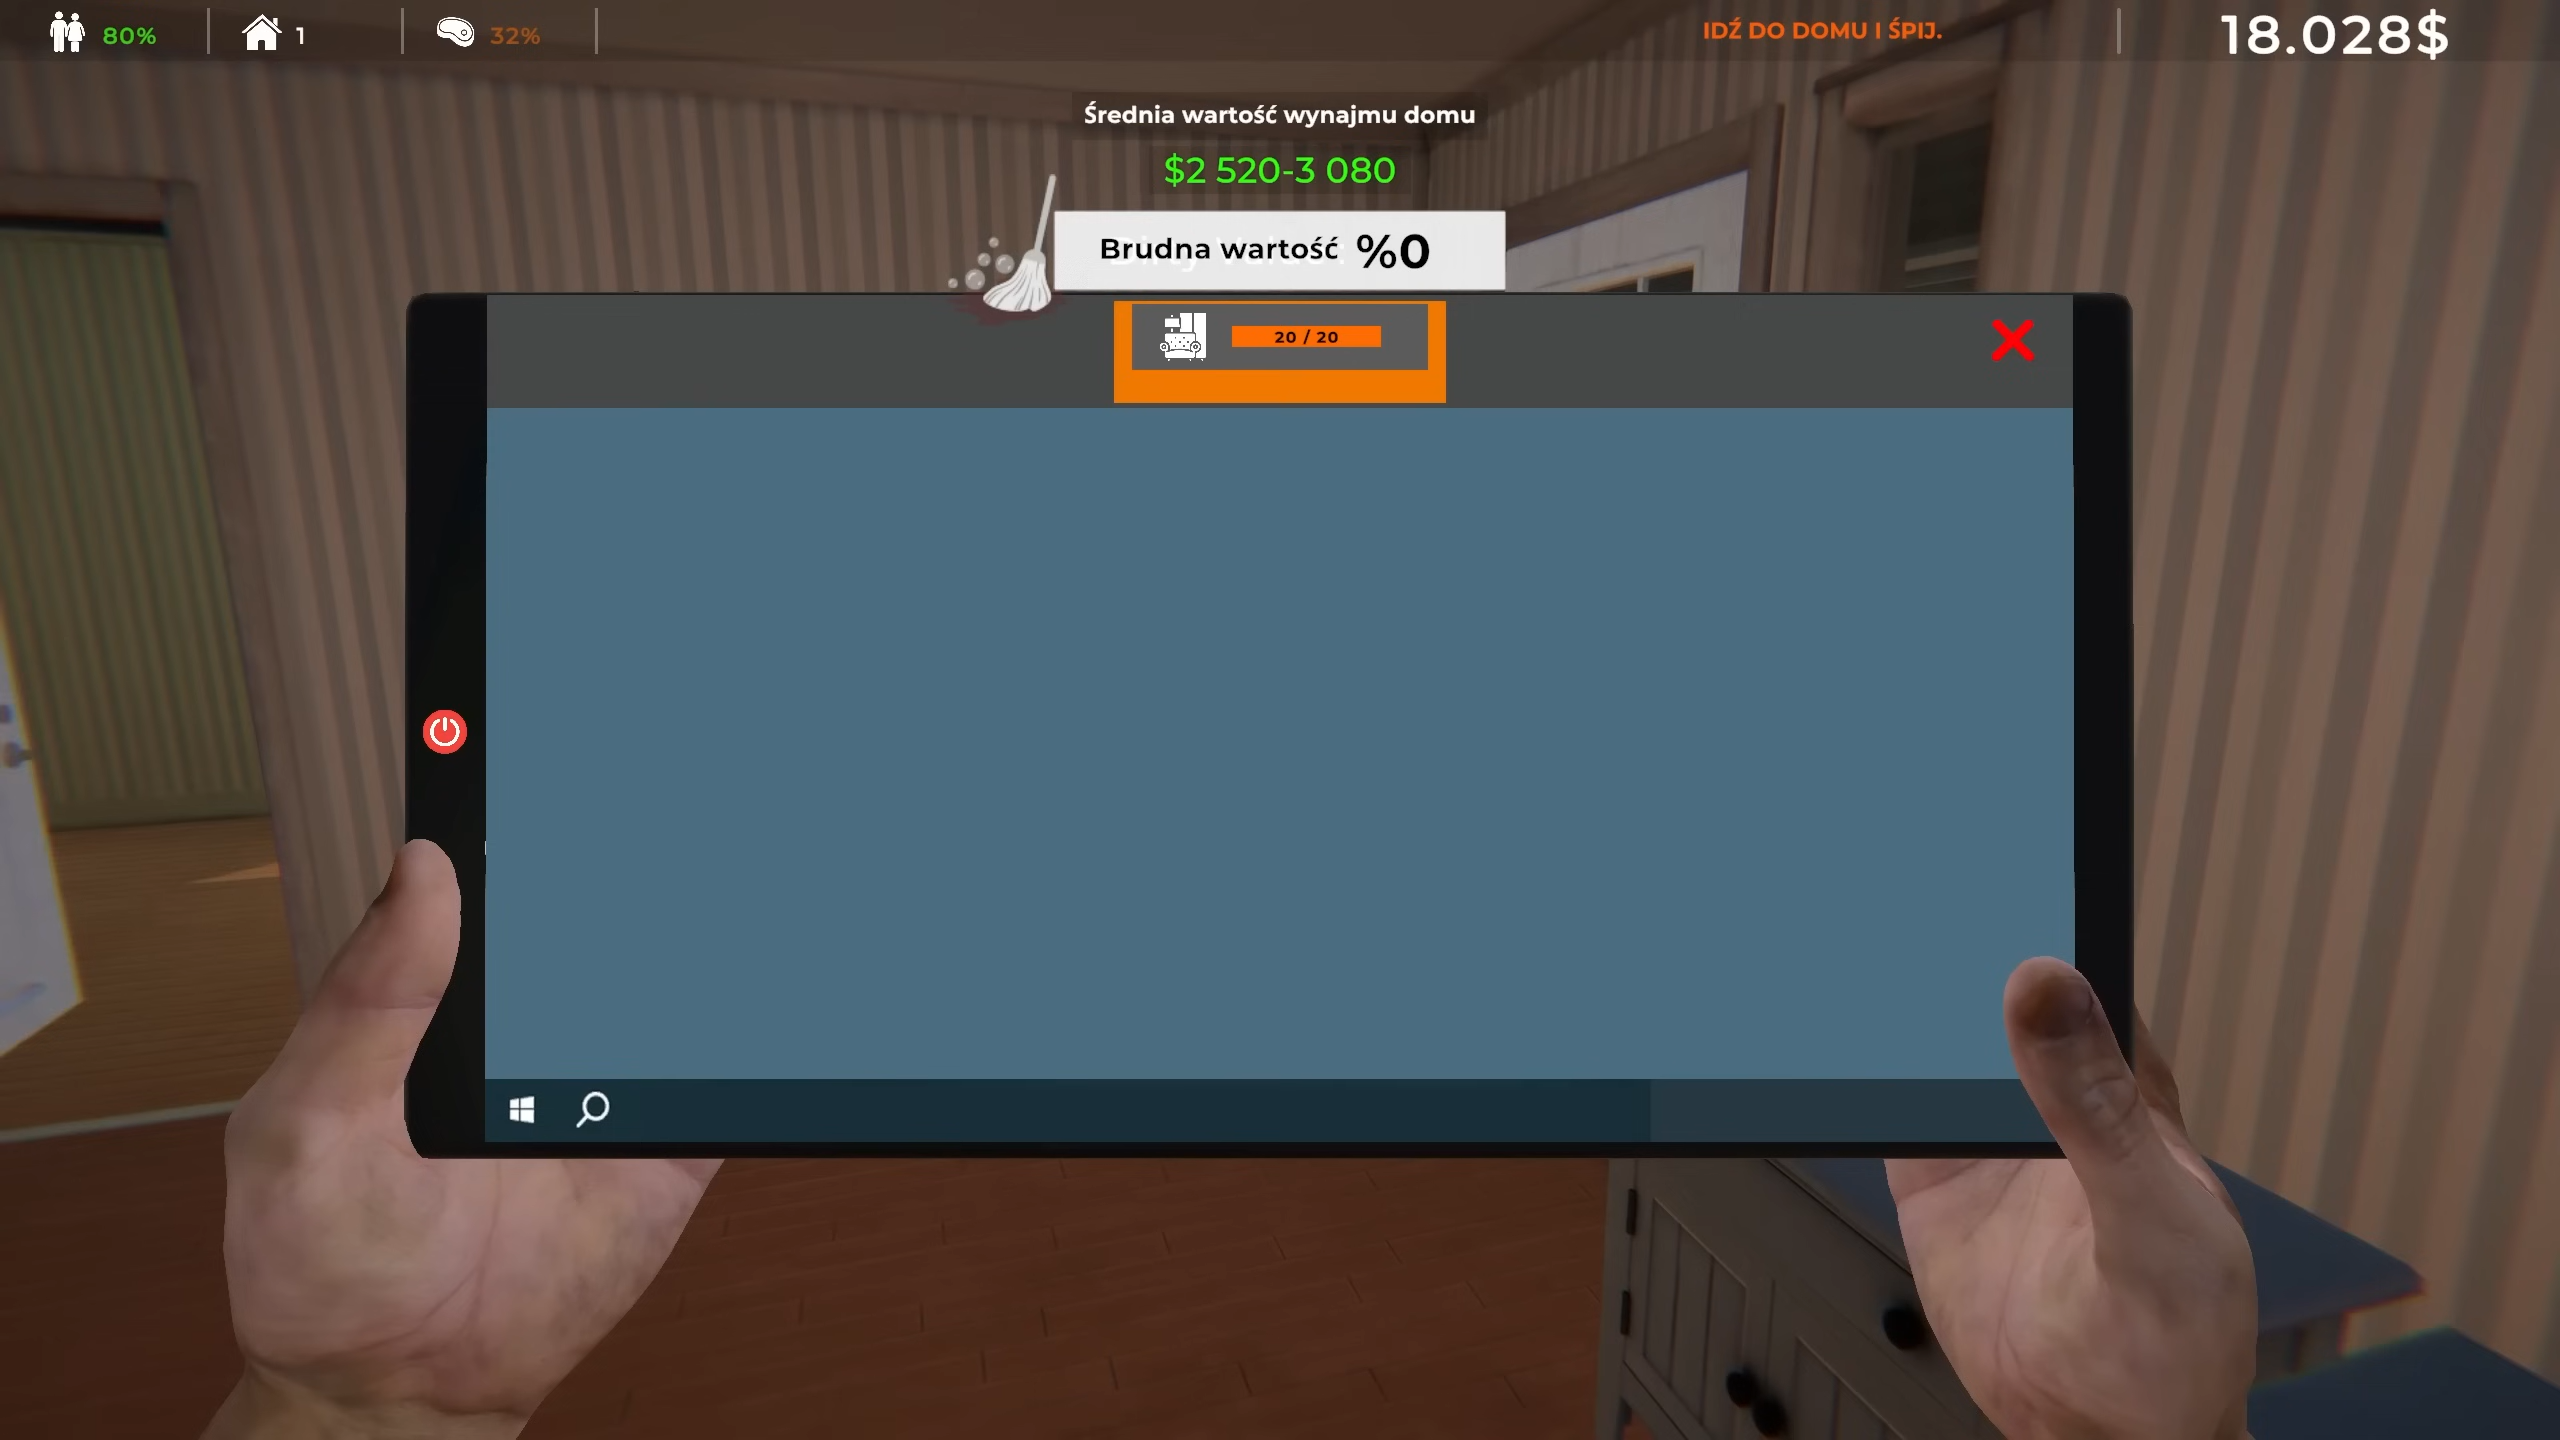 80%
1
32%
IDŹ DO DOMU I ŚPIJ.
18.028$
Średnia wartość wynajmu domu
$2 520-3 080
Brudna wartość %0
20 / 20